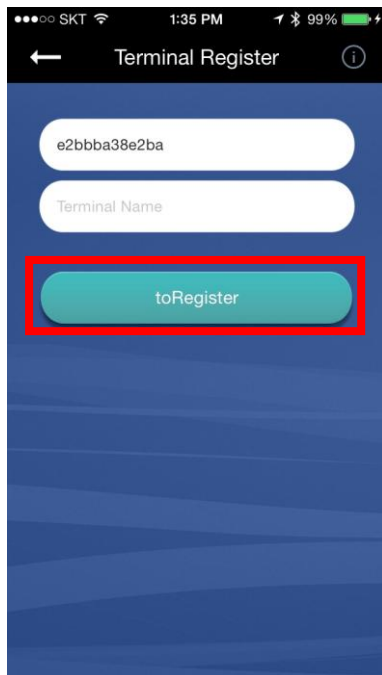 SKT 1:35 PM 99%
Terminal Register
e2bbba38e2ba
Terminal Name
toRegister